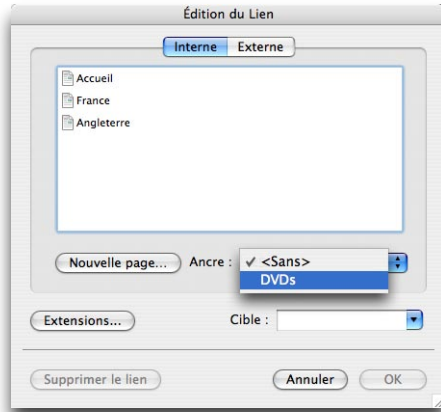 Édition du Lien
Interne Externe
Accueil
France
Angleterre
Nouvelle page... Ancre : ✓ <Sans>
DVDs
Extensions... Cible :
Supprimer le lien Annuler OK